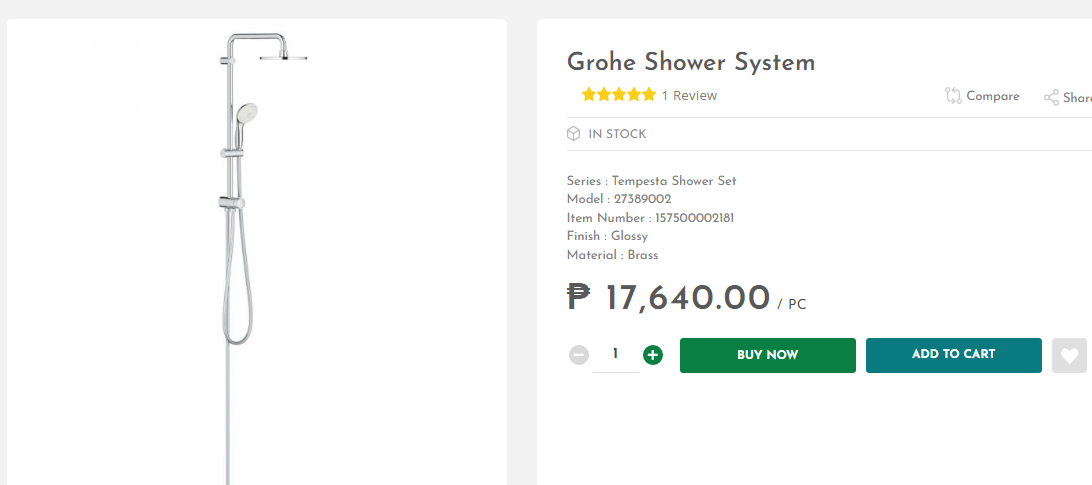 Grohe Shower System
1 Review
Compare
Share
IN STOCK
Series : Tempesta Shower Set
Model : 27389002
Item Number : 157500002181
Finish : Glossy
Material : Brass
₱ 17,640.00 / PC
1
BUY NOW
ADD TO CART